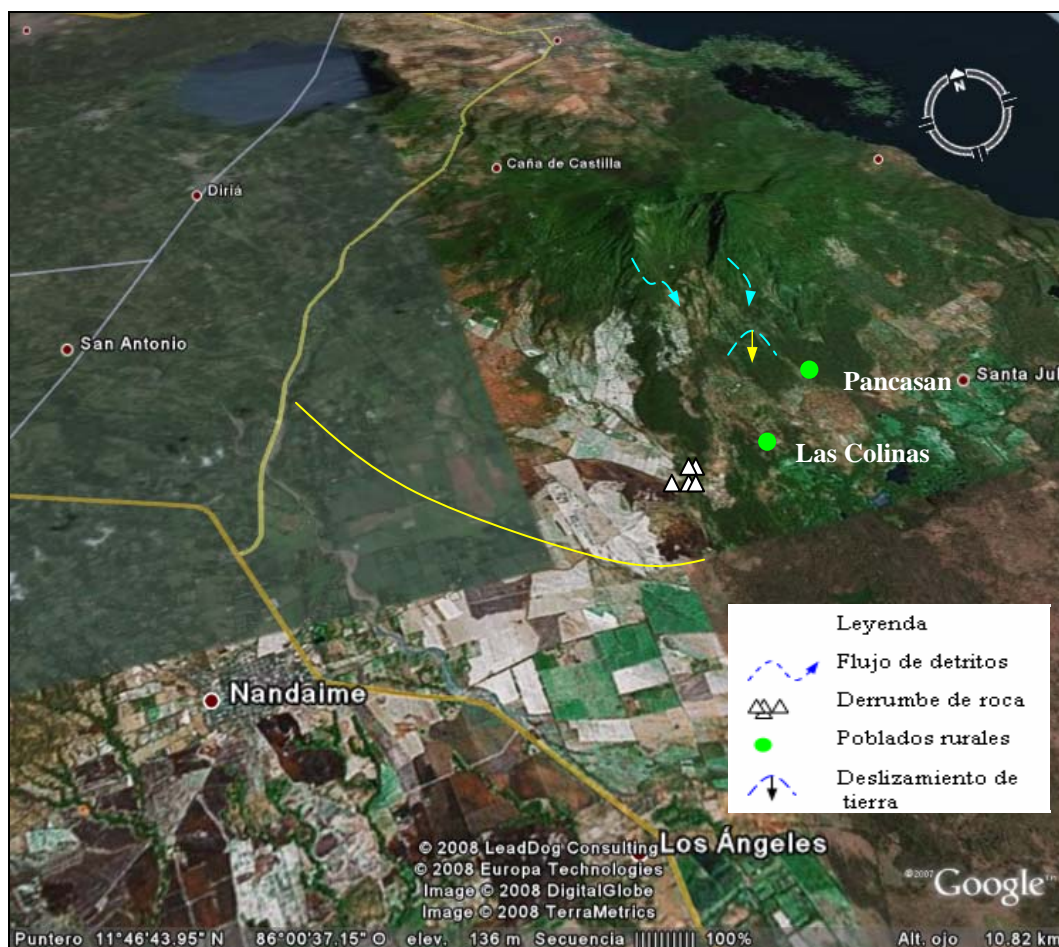 N
Caña de Castilla
Diriá
San Antonio
Pancasan
Santa Jul
Las Colinas
Leyenda
Flujo de detritos
Derrumbe de roca
Poblados rurales
Deslizamiento de
tierra
Nandaime
Los Ángeles
© 2008 LeadDog Consulting
© 2008 Europa Technologies
Image © 2008 DigitalGlobe
Image © 2008 TerraMetrics
©2007 Google™
Puntero 11°46'43.95" N 86°00'37.15" O elev. 136 m Secuencia |||||||||| 100% Alt. ojo 10.82 km